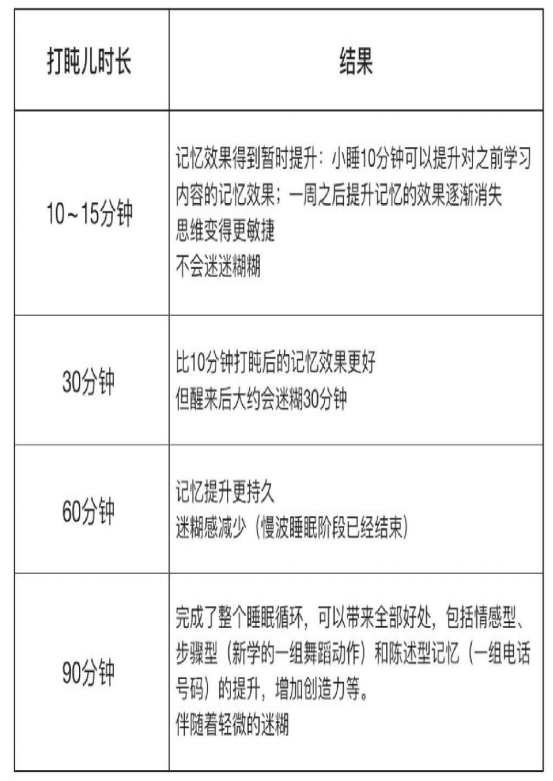 打盹儿时长
结果
10~15分钟
记忆效果得到暂时提升：小睡10分钟可以提升对之前学习
内容的记忆效果；一周之后提升记忆的效果逐渐消失
思维变得更敏捷
不会迷迷糊糊
30分钟
比10分钟打盹后的记忆效果更好
但醒来后大约会迷糊30分钟
60分钟
记忆提升更持久
迷糊感减少（慢波睡眠阶段已经结束）
90分钟
完成了整个睡眠循环，可以带来全部好处，包括情感型、
步骤型（新学的一组舞蹈动作）和陈述型记忆（一组电话
号码）的提升，增加创造力等。
伴随着轻微的迷糊